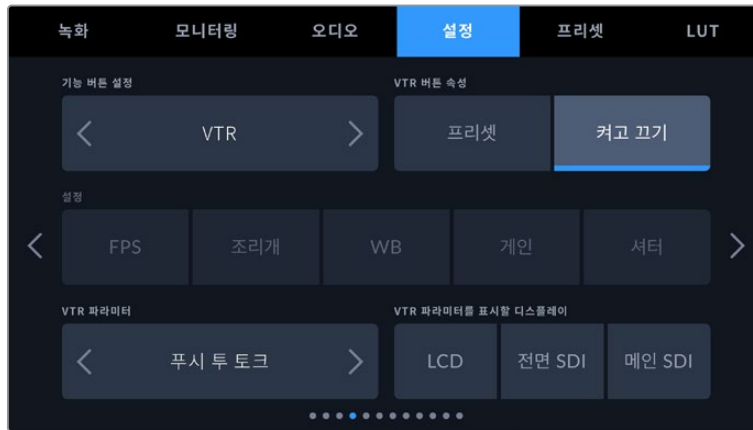 녹화 모니터링 오디오 설정 프리셋 LUT
기능 버튼 설정 VTR 버튼 속성
VTR 프리셋 켜고 끄기
설정
FPS 조리개 WB 게인 셔터
VTR 파라미터 VTR 파라미터를 표시할 디스플레이
푸시 투 토크 LCD 전면 SDI 메인 SDI